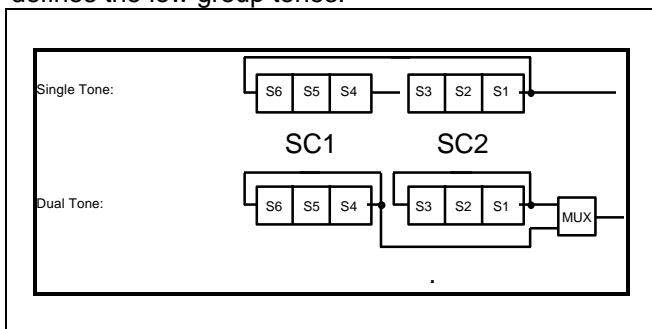 defines the low group tones.
Single Tone:
S6 S5 S4 S3 S2 S1
SC1 SC2
Dual Tone:
S6 S5 S4 S3 S2 S1 MUX
.